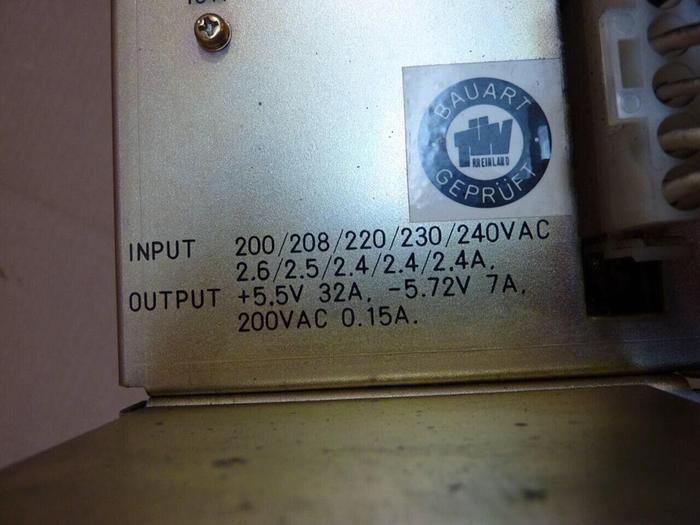 BAUART
TÜV
RHEINLAND
GEPRÜFT
INPUT 200/208/220/230/240VAC
2.6/2.5/2.4/2.4/2.4A.
OUTPUT +5.5V 32A, -5.72V 7A,
200VAC 0.15A.